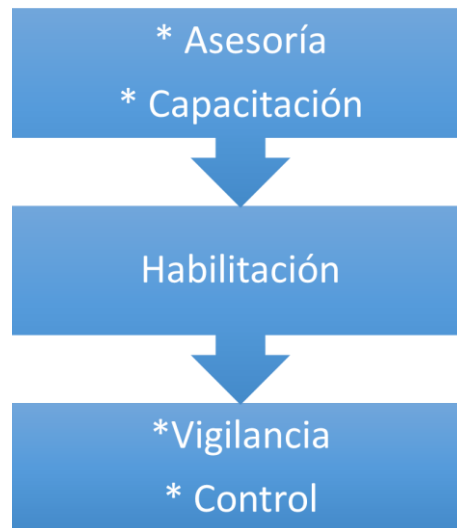 * Asesoría
* Capacitación
Habilitación
*Vigilancia
* Control